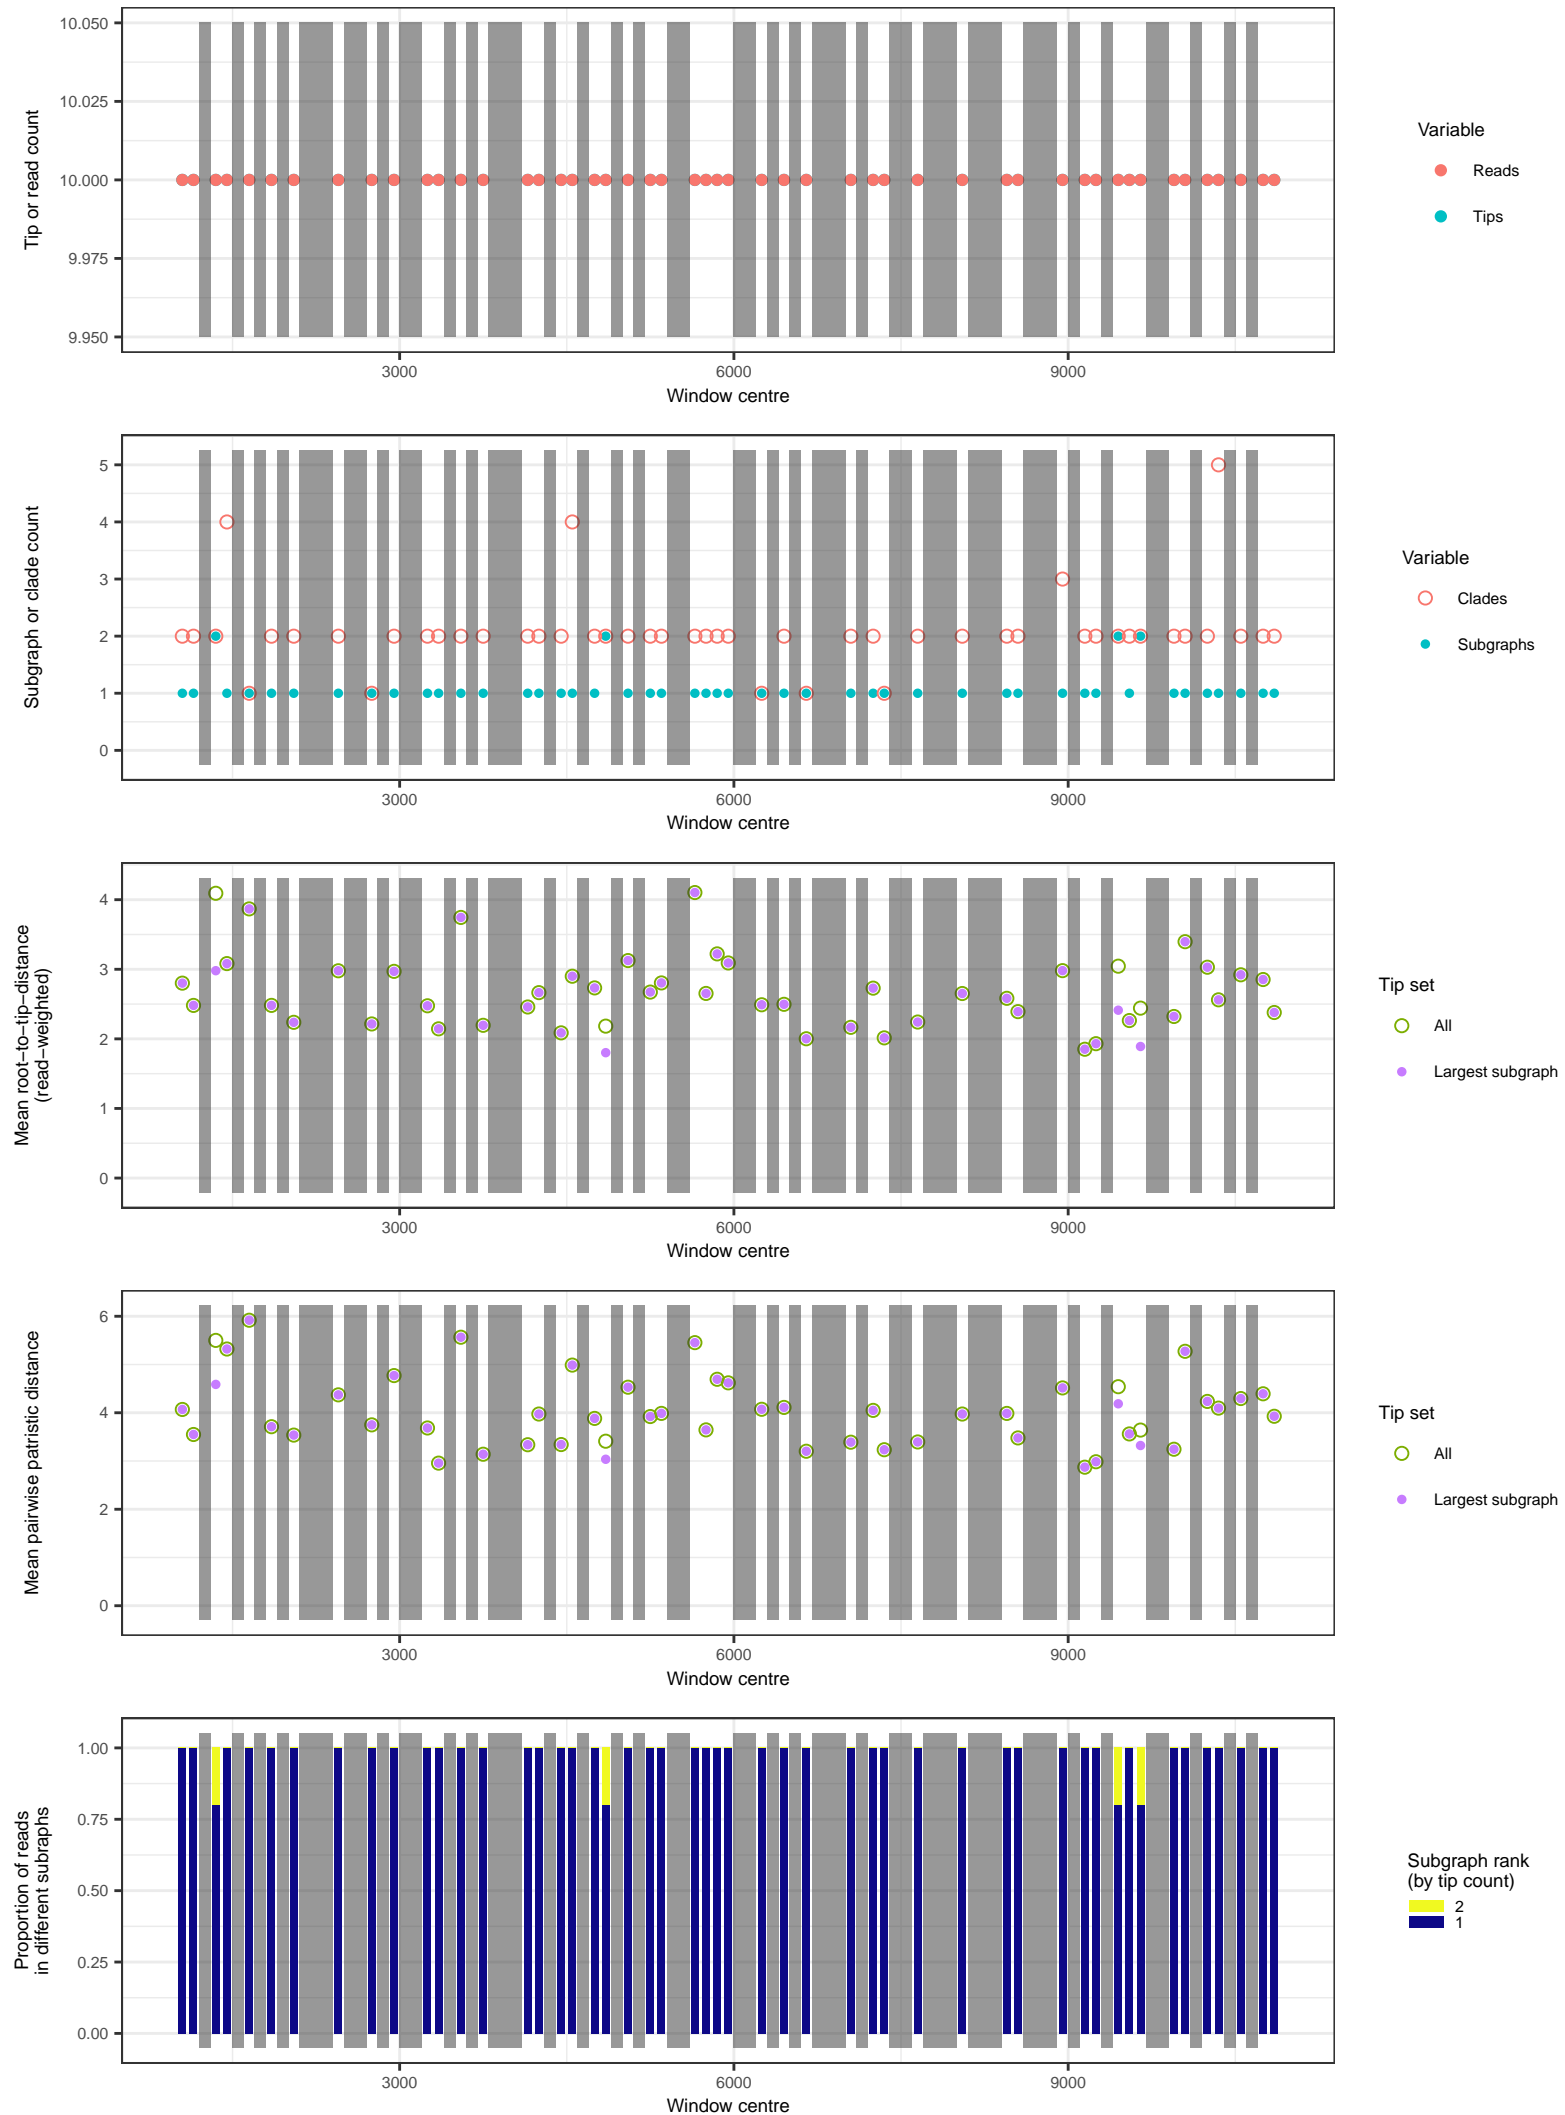 10.050
10.025
10.000
9.975
9.950
Tip or read count
3000
6000
9000
Window centre
Variable
Reads
Tips
5
4
3
2
1
0
Subgraph or clade count
3000
6000
9000
Window centre
Variable
Clades
Subgraphs
4
3
2
1
0
Mean root−to−tip−distance
(read−weighted)
3000
6000
9000
Window centre
Tip set
All
Largest subgraph
6
4
2
0
Mean pairwise patristic distance
3000
6000
9000
Window centre
Tip set
All
Largest subgraph
1.00
0.75
0.50
0.25
0.00
Proportion of reads
in different subraphs
3000
6000
9000
Window centre
Subgraph rank
(by tip count)
2
1